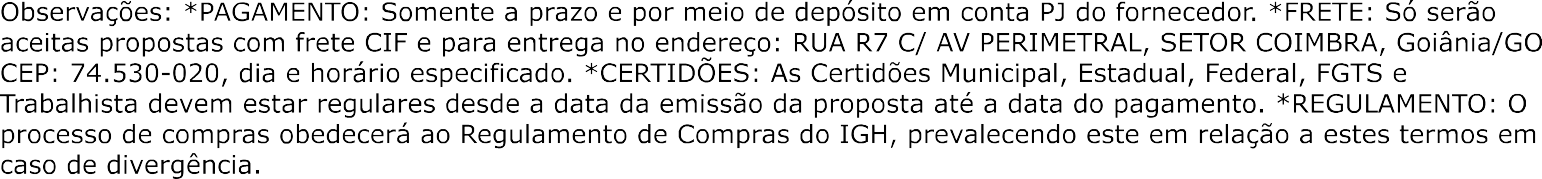 Observações: *PAGAMENTO: Somente a prazo e por meio de depósito em conta PJ do fornecedor. *FRETE: Só serão
aceitas propostas com frete CIF e para entrega no endereço: RUA R7 C/ AV PERIMETRAL, SETOR COIMBRA, Goiânia/GO
CEP: 74.530-020, dia e horário especificado. *CERTIDÕES: As Certidões Municipal, Estadual, Federal, FGTS e
Trabalhista devem estar regulares desde a data da emissão da proposta até a data do pagamento. *REGULAMENTO: O
processo de compras obedecerá ao Regulamento de Compras do IGH, prevalecendo este em relação a estes termos em
caso de divergência.